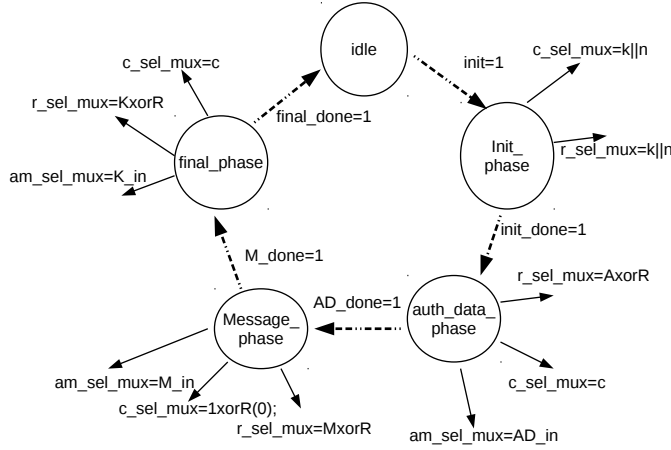 idle
c_sel_mux=k||n
init=1
c_sel_mux=c
r_sel_mux=KxorR
final_done=1
Init_
phase
r_sel_mux=k||n
final_phase
am_sel_mux=K_in
init_done=1
M_done=1
r_sel_mux=AxorR
AD_done=1
auth_data_
phase
Message_
phase
am_sel_mux=M_in
c_sel_mux=c
c_sel_mux=1xorR(0);
r_sel_mux=MxorR
am_sel_mux=AD_in